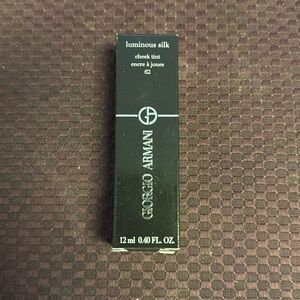 luminous silk
cheek tint
encre à joues
62
GIORGIO ARMANI
12 ml 0.40 FL. OZ.